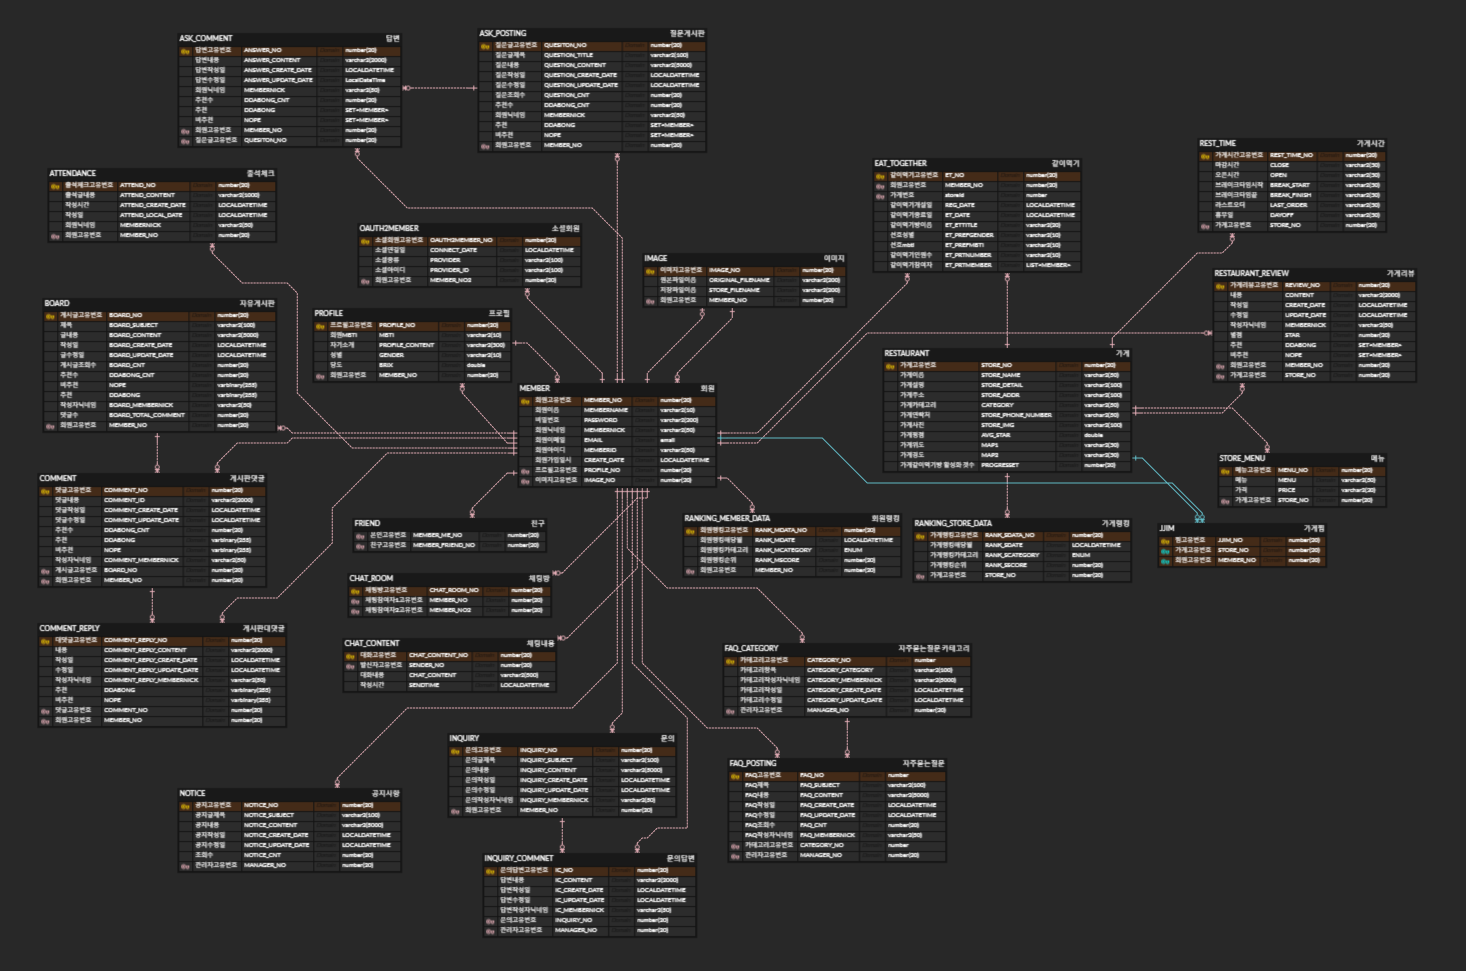 ASK_COMMENT 답변
답변고유번호 ANSWER_NO number(20)
답변내용 ANSWER_CONTENT varchar2(2000)
답변작성일 ANSWER_CREATE_DATE LOCALDATETIME
답변수정일 ANSWER_UPDATE_DATE LocalDateTime
회원닉네임 MEMBERNICK varchar2(50)
추천수 DDABONG_CNT number(20)
추천 DDABONG SET<MEMBER>
비추천 NOPE SET<MEMBER>
회원고유번호 MEMBER_NO number(20)
질문글고유번호 QUESITON_NO number(20)
ASK_POSTING 질문게시판
질문글고유번호 QUESITON_NO number(20)
질문글제목 QUESTION_TITLE varchar2(100)
질문내용 QUESTION_CONTENT varchar2(5000)
질문작성일 QUESTION_CREATE_DATE LOCALDATETIME
질문수정일 QUESTION_UPDATE_DATE LOCALDATETIME
질문조회수 QUESTION_CNT number(20)
추천수 DDABONG_CNT number(20)
회원닉네임 MEMBERNICK varchar2(50)
추천 DDABONG SET<MEMBER>
비추천 NOPE SET<MEMBER>
회원고유번호 MEMBER_NO number(20)
ATTENDANCE 출석체크
출석체크고유번호 ATTEND_NO number(20)
출석글내용 ATTEND_CONTENT varchar2(1000)
작성시간 ATTEND_CREATE_DATE LOCALDATETIME
작성일 ATTEND_LOCAL_DATE LOCALDATETIME
회원닉네임 MEMBERNICK varchar2(50)
회원고유번호 MEMBER_NO number(20)
OAUTH2MEMBER 소셜회원
소셜회원고유번호 OAUTH2MEMBER_NO number(20)
소셜연결일 CONNECT_DATE LOCALDATETIME
소셜종류 PROVIDER varchar2(100)
소셜아이디 PROVIDER_ID varchar2(100)
회원고유번호 MEMBER_NO2 number(20)
IMAGE 이미지
이미지고유번호 IMAGE_NO number(20)
원본파일이름 ORIGINAL_FILENAME varchar2(200)
저장파일이름 STORE_FILENAME varchar2(200)
회원고유번호 MEMBER_NO number(20)
EAT_TOGETHER 같이먹기
같이먹기고유번호 ET_NO number(20)
회원고유번호 MEMBER_NO number(20)
가게번호 storeId number
같이먹기개설일 REG_DATE LOCALDATETIME
같이먹기종료일 ET_DATE LOCALDATETIME
같이먹기방이름 ET_ETTITLE varchar2(20)
선호성별 ET_PREFGENDER varchar2(10)
선호mbti ET_PREFMBTI varchar2(10)
같이먹기인원수 ET_PRTNUMBER varchar2(10)
같이먹기참여자 ET_PRTMEMBER LIST<MEMBER>
REST_TIME 가게시간
가게시간고유번호 REST_TIME_NO number(20)
마감시간 CLOSE varchar2(30)
오픈시간 OPEN varchar2(30)
브레이크타임시작 BREAK_START varchar2(30)
브레이크타임끝 BREAK_FINISH varchar2(30)
라스트오더 LAST_ORDER varchar2(30)
휴무일 DAYOFF varchar2(30)
가게고유번호 STORE_NO number(20)
RESTAURANT_REVIEW 가게리뷰
가게리뷰고유번호 REVIEW_NO number(20)
내용 CONTENT varchar2(2000)
작성일 CREATE_DATE LOCALDATETIME
수정일 UPDATE_DATE LOCALDATETIME
작성자닉네임 MEMBERNICK varchar2(50)
별점 STAR number(20)
추천 DDABONG SET<MEMBER>
비추천 NOPE SET<MEMBER>
회원고유번호 MEMBER_NO number(20)
가게고유번호 STORE_NO number(20)
BOARD 자유게시판
게시글고유번호 BOARD_NO number(20)
제목 BOARD_SUBJECT varchar2(100)
글내용 BOARD_CONTENT varchar2(5000)
작성일 BOARD_CREATE_DATE LOCALDATETIME
글수정일 BOARD_UPDATE_DATE LOCALDATETIME
게시글조회수 BOARD_CNT number(20)
추천수 DDABONG_CNT number(20)
비추천 NOPE varbinary(255)
추천 DDABONG varbinary(255)
작성자닉네임 BOARD_MEMBERNICK varchar2(50)
댓글수 BOARD_TOTAL_COMMENT number(20)
회원고유번호 MEMBER_NO number(20)
PROFILE 프로필
프로필고유번호 PROFILE_NO number(20)
회원MBTI MBTI varchar2(10)
자기소개 PROFILE_CONTENT varchar2(500)
성별 GENDER varchar2(10)
당도 BRIX double
회원고유번호 MEMBER_NO number(20)
MEMBER 회원
회원고유번호 MEMBER_NO number(20)
회원이름 MEMBERNAME varchar2(10)
비밀번호 PASSWORD varchar2(200)
회원닉네임 MEMBERNICK varchar2(50)
회원이메일 EMAIL email
회원아이디 MEMBERID varchar2(50)
회원가입일시 CREATE_DATE LOCALDATETIME
프로필고유번호 PROFILE_NO number(20)
이미지고유번호 IMAGE_NO number(20)
RESTAURANT 가게
가게고유번호 STORE_NO number(20)
가게이름 STORE_NAME varchar2(50)
가게설명 STORE_DETAIL varchar2(100)
가게주소 STORE_ADDR varchar2(100)
가게카테고리 CATEGORY varchar2(50)
가게연락처 STORE_PHONE_NUMBER varchar2(50)
가게사진 STORE_IMG varchar2(100)
가게평점 AVG_STAR double
가게위도 MAP1 varchar2(30)
가게경도 MAP2 varchar2(30)
가게같이먹기방 활성화 갯수 PROGRESSET number(20)
STORE_MENU 메뉴
메뉴고유번호 MENU_NO number(20)
메뉴 MENU varchar2(50)
가격 PRICE varchar2(30)
가게고유번호 STORE_NO number(20)
COMMENT 게시판댓글
댓글고유번호 COMMENT_NO number(20)
댓글내용 COMMENT_ID varchar2(2000)
댓글작성일 COMMENT_CREATE_DATE LOCALDATETIME
댓글수정일 COMMENT_UPDATE_DATE LOCALDATETIME
추천수 DDABONG_CNT number(20)
추천 DDABONG varbinary(255)
비추천 NOPE varbinary(255)
작성자닉네임 COMMENT_MEMBERNICK varchar2(50)
게시글고유번호 BOARD_NO number(20)
회원고유번호 MEMBER_NO number(20)
FRIEND 친구
본인고유번호 MEMBER_ME_NO number(20)
친구고유번호 MEMBER_FRIEND_NO number(20)
RANKING_MEMBER_DATA 회원랭킹
회원랭킹고유번호 RANK_MDATA_NO number(20)
회원랭킹해당월 RANK_MDATE LOCALDATETIME
회원랭킹카테고리 RANK_MCATEGORY ENUM
회원랭킹순위 RANK_MSCORE number(20)
회원고유번호 MEMBER_NO number(20)
RANKING_STORE_DATA 가게랭킹
가게랭킹고유번호 RANK_SDATA_NO number(20)
가게랭킹해당월 RANK_SDATE LOCALDATETIME
가게랭킹카테고리 RANK_SCATEGORY ENUM
가게랭킹순위 RANK_SSCORE number(20)
가게고유번호 STORE_NO number(20)
JJIM 가게찜
찜고유번호 JJIM_NO number(20)
가게고유번호 STORE_NO number(20)
회원고유번호 MEMBER_NO number(20)
CHAT_ROOM 채팅방
채팅방고유번호 CHAT_ROOM_NO number(20)
채팅참여자1고유번호 MEMBER_NO number(20)
채팅참여자2고유번호 MEMBER_NO2 number(20)
COMMENT_REPLY 게시판대댓글
대댓글고유번호 COMMENT_REPLY_NO number(20)
내용 COMMENT_REPLY_CONTENT varchar2(2000)
작성일 COMMENT_REPLY_CREATE_DATE LOCALDATETIME
수정일 COMMENT_REPLY_UPDATE_DATE LOCALDATETIME
작성자닉네임 COMMENT_REPLY_MEMBERNICK varchar2(50)
추천 DDABONG varbinary(255)
비추천 NOPE varbinary(255)
댓글고유번호 COMMENT_NO number(20)
회원고유번호 MEMBER_NO number(20)
CHAT_CONTENT 채팅내용
대화고유번호 CHAT_CONTENT_NO number(20)
발신자고유번호 SENDER_NO number(20)
대화내용 CHAT_CONTENT varchar2(500)
작성시간 SENDTIME LOCALDATETIME
FAQ_CATEGORY 자주묻는질문 카테고리
카테고리고유번호 CATEGORY_NO number
카테고리항목 CATEGORY_CATEGORY varchar2(100)
카테고리작성자닉네임 CATEGORY_MEMBERNICK varchar2(5000)
카테고리작성일 CATEGORY_CREATE_DATE LOCALDATETIME
카테고리수정일 CATEGORY_UPDATE_DATE LOCALDATETIME
관리자고유번호 MANAGER_NO number(20)
INQUIRY 문의
문의고유번호 INQUIRY_NO number(20)
문의글제목 INQUIRY_SUBJECT varchar2(100)
문의내용 INQUIRY_CONTENT varchar2(5000)
문의작성일 INQUIRY_CREATE_DATE LOCALDATETIME
문의수정일 INQUIRY_UPDATE_DATE LOCALDATETIME
문의작성자닉네임 INQUIRY_MEMBERNICK varchar2(50)
회원고유번호 MEMBER_NO number(20)
FAQ_POSTING 자주묻는질문
FAQ고유번호 FAQ_NO number
FAQ제목 FAQ_SUBJECT varchar2(100)
FAQ내용 FAQ_CONTENT varchar2(5000)
FAQ작성일 FAQ_CREATE_DATE LOCALDATETIME
FAQ수정일 FAQ_UPDATE_DATE LOCALDATETIME
FAQ조회수 FAQ_CNT number(20)
FAQ작성자닉네임 FAQ_MEMBERNICK varchar2(50)
카테고리고유번호 CATEGORY_NO number
관리자고유번호 MANAGER_NO number(20)
NOTICE 공지사항
공지고유번호 NOTICE_NO number(20)
공지글제목 NOTICE_SUBJECT varchar2(100)
공지내용 NOTICE_CONTENT varchar2(5000)
공지작성일 NOTICE_CREATE_DATE LOCALDATETIME
공지수정일 NOTICE_UPDATE_DATE LOCALDATETIME
조회수 NOTICE_CNT number(20)
관리자고유번호 MANAGER_NO number(20)
INQUIRY_COMMNET 문의답변
문의답변고유번호 IC_NO number(20)
답변내용 IC_CONTENT varchar2(2000)
답변작성일 IC_CREATE_DATE LOCALDATETIME
답변수정일 IC_UPDATE_DATE LOCALDATETIME
답변작성자닉네임 IC_MEMBERNICK varchar2(50)
문의고유번호 INQUIRY_NO number(20)
관리자고유번호 MANAGER_NO number(20)